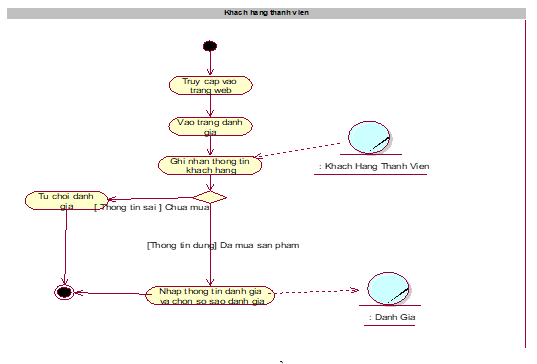 Khach hang thanh vien
Truy cap vao
trang web
Vao trang danh
gia
Ghi nhan thong tin
khach hang
: Khach Hang Thanh Vien
Tu choi danh
gia
[ Thong tin sai ] Chua mua
[Thong tin dung] Da mua san pham
Nhap thong tin danh gia
va chon so sao danh gia
: Danh Gia